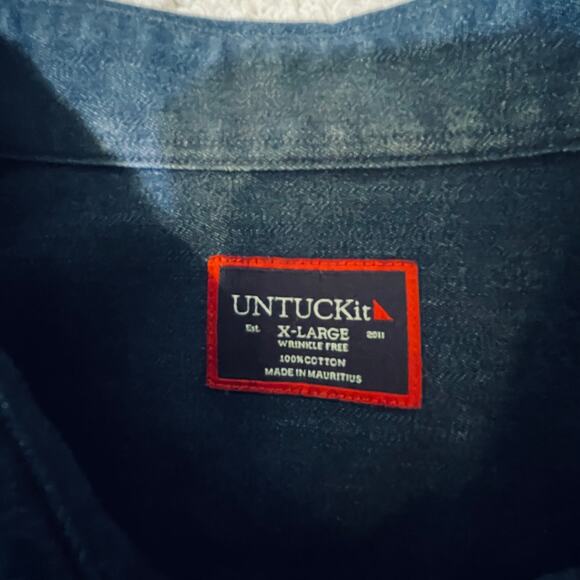 UNTUCKit
Est. X-LARGE 2011
WRINKLE FREE
100% COTTON
MADE IN MAURITIUS